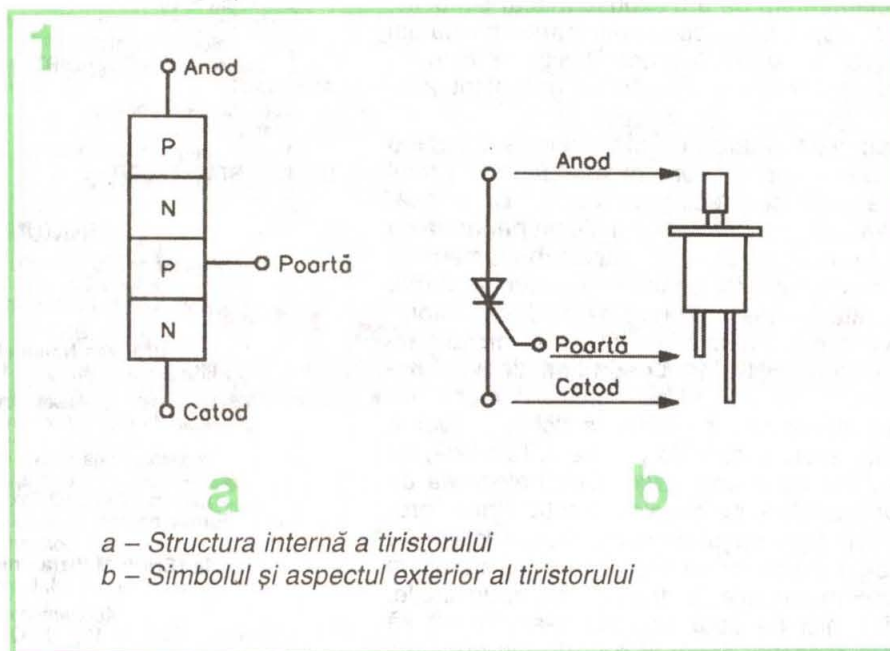 1
Anod
P
N
P
N
Poartă
Catod
a
Anod
Poartă
Catod
b
a – Structura internă a tiristorului
b – Simbolul și aspectul exterior al tiristorului